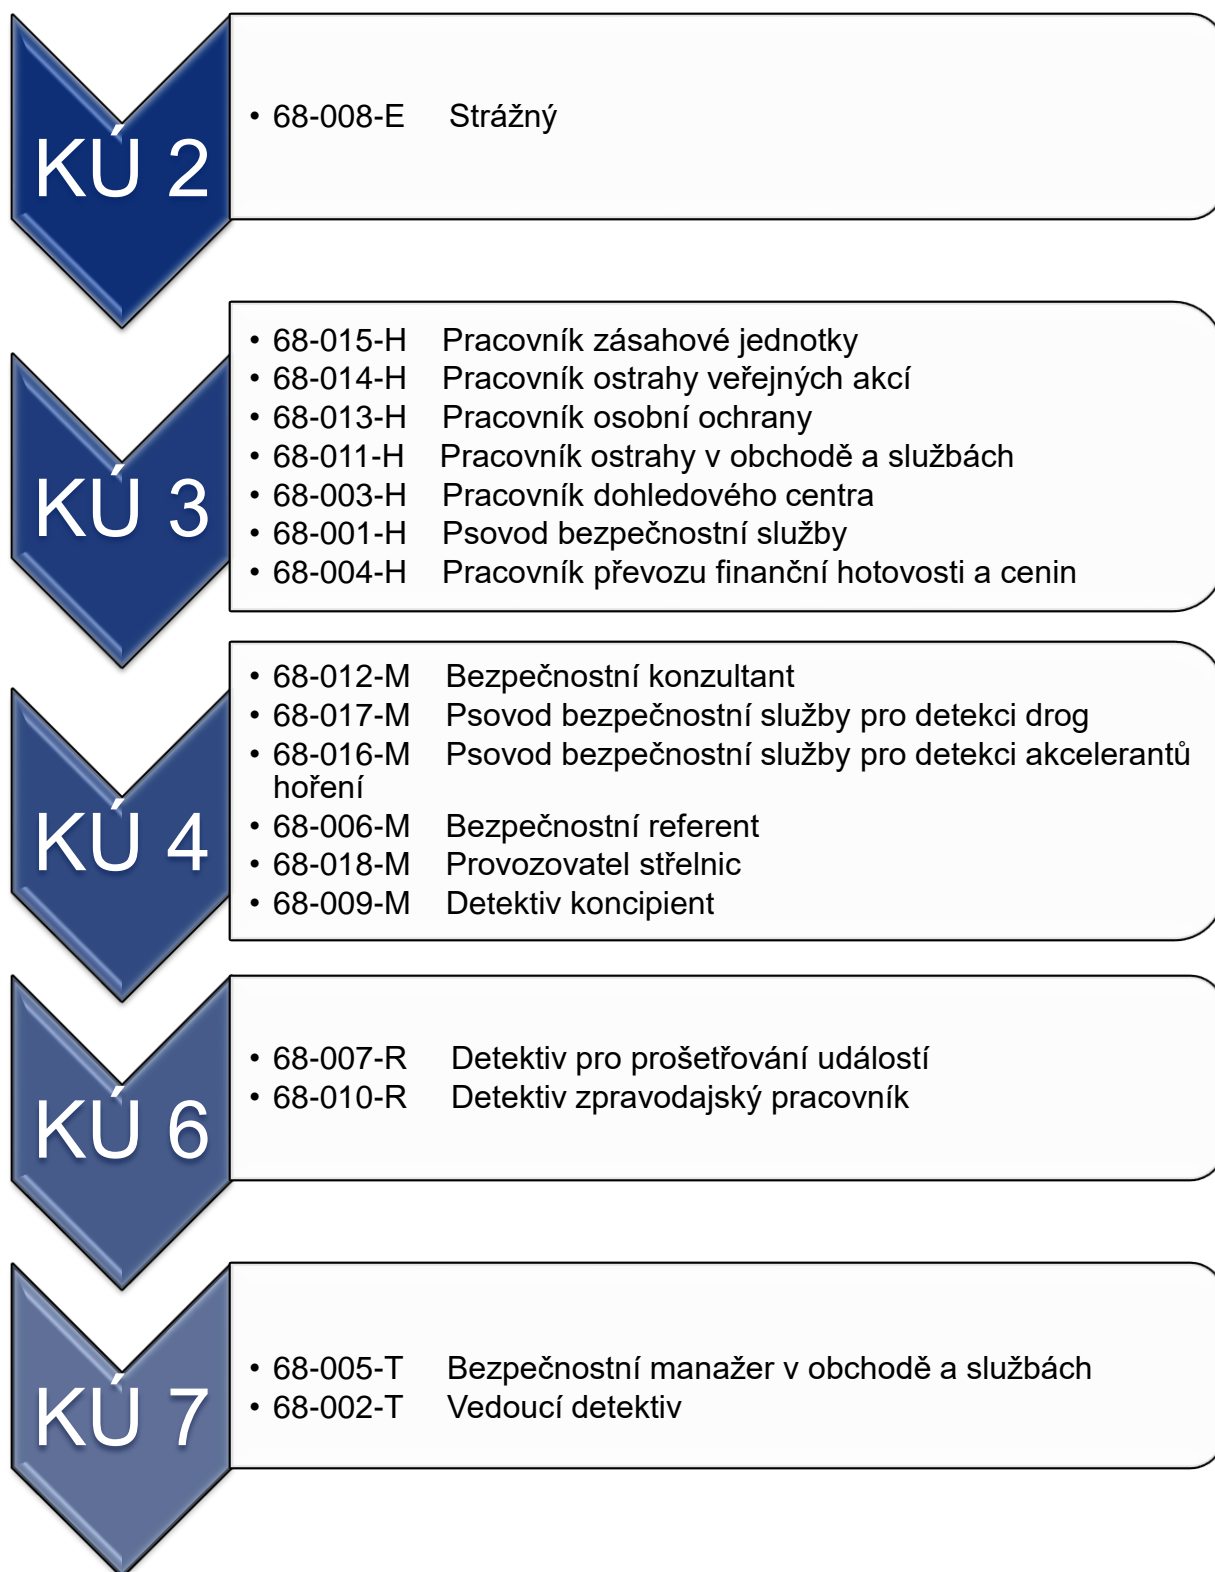 KÚ 2
• 68-008-E Strážný
KÚ 3
• 68-015-H Pracovník zásahové jednotky
• 68-014-H Pracovník ostrahy veřejných akcí
• 68-013-H Pracovník osobní ochrany
• 68-011-H Pracovník ostrahy v obchodě a službách
• 68-003-H Pracovník dohledového centra
• 68-001-H Psovod bezpečnostní služby
• 68-004-H Pracovník převozu finanční hotovosti a cenin
KÚ 4
• 68-012-M Bezpečnostní konzultant
• 68-017-M Psovod bezpečnostní služby pro detekci drog
• 68-016-M Psovod bezpečnostní služby pro detekci akcelerantů
hoření
• 68-006-M Bezpečnostní referent
• 68-018-M Provozovatel střelnic
• 68-009-M Detektiv koncipient
KÚ 6
• 68-007-R Detektiv pro prošetřování událostí
• 68-010-R Detektiv zpravodajský pracovník
KÚ 7
• 68-005-T Bezpečnostní manažer v obchodě a službách
• 68-002-T Vedoucí detektiv